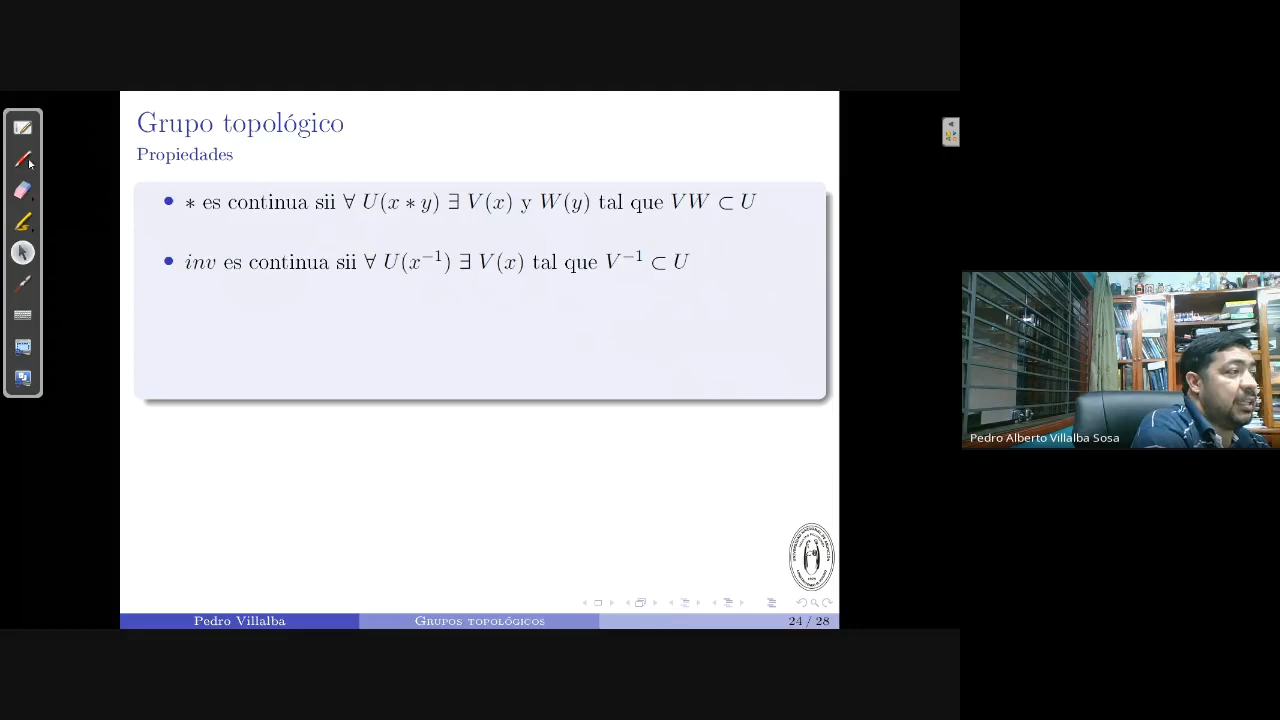 Grupo topológico
Propiedades
∗ es continua sii ∀ U(x ∗ y) ∃ V(x) y W(y) tal que VW ⊂ U
inv es continua sii ∀ U(x⁻¹) ∃ V(x) tal que V⁻¹ ⊂ U
Pedro Alberto Villalba Sosa
Pedro Villalba
Grupos topológicos
24 / 28